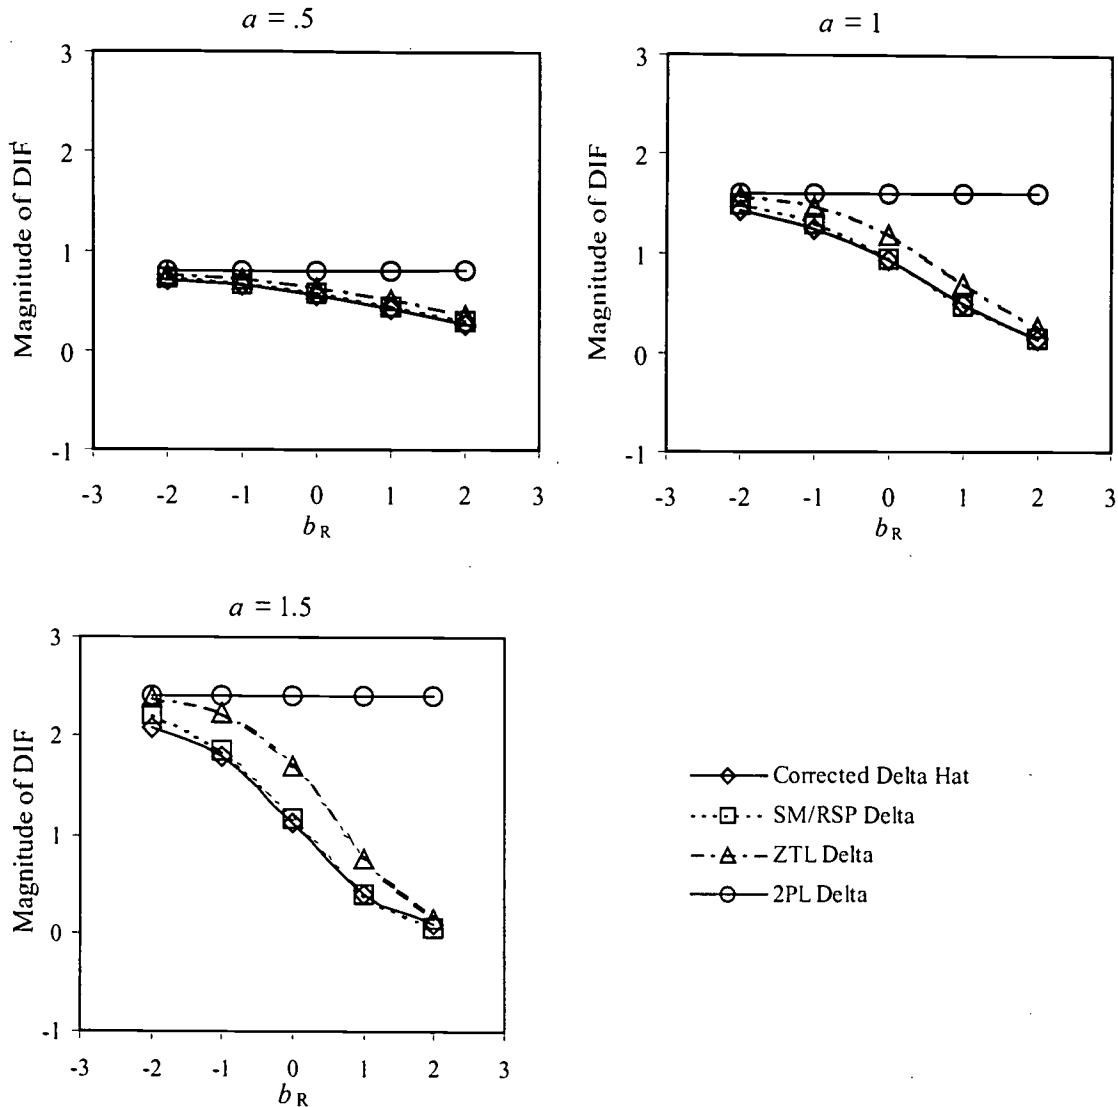 a = .5
3
2
1
0
-1
Magnitude of DIF
-3 -2 -1 0 1 2 3
bR
a = 1
3
2
1
0
-1
Magnitude of DIF
-3 -2 -1 0 1 2 3
bR
a = 1.5
3
2
1
0
-1
Magnitude of DIF
-3 -2 -1 0 1 2 3
bR
Corrected Delta Hat
SM/RSP Delta
ZTL Delta
2PL Delta